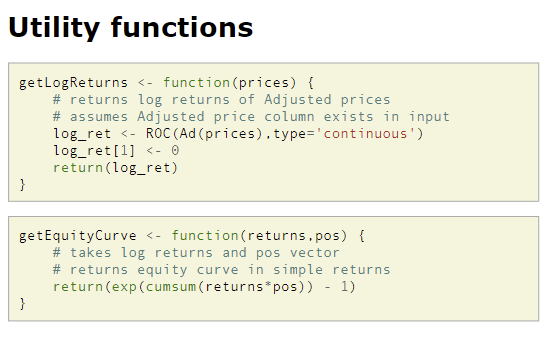 Utility functions
getLogReturns <- function(prices) {
    # returns log returns of Adjusted prices
    # assumes Adjusted price column exists in input
    log_ret <- ROC(Ad(prices),type='continuous')
    log_ret[1] <- 0
    return(log_ret)
}
getEquityCurve <- function(returns,pos) {
    # takes log returns and pos vector
    # returns equity curve in simple returns
    return(exp(cumsum(returns*pos)) - 1)
}